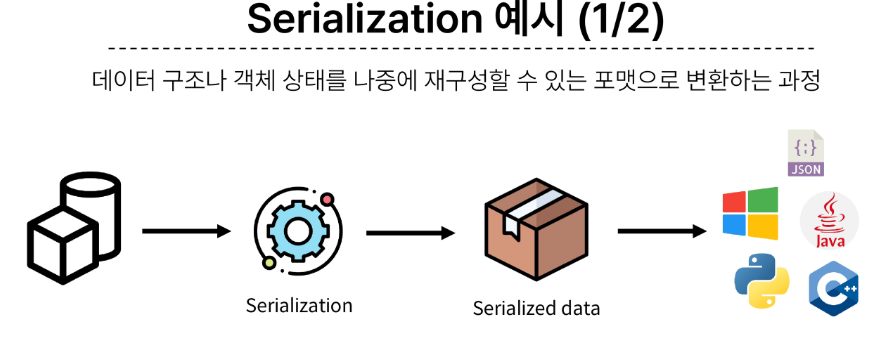 Serialization 예시 (1/2)
데이터 구조나 객체 상태를 나중에 재구성할 수 있는 포맷으로 변환하는 과정
{;}
JSON
Java
C++
Serialization
Serialized data